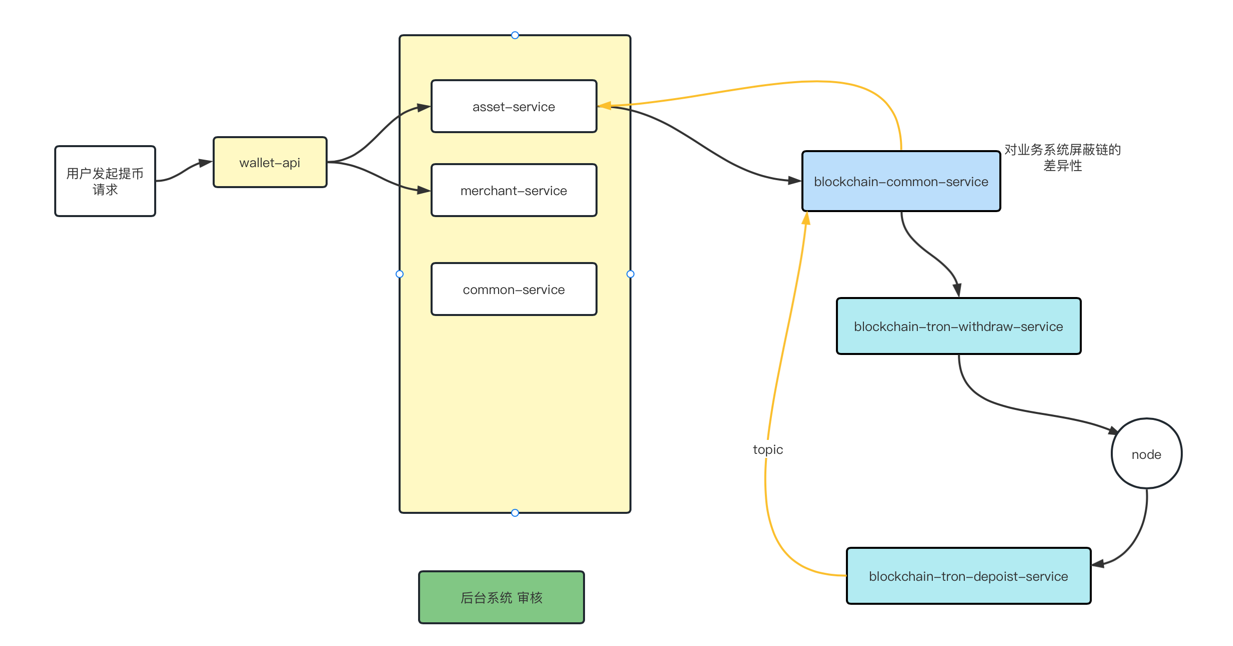 用户发起提币
请求
wallet-api
asset-service
merchant-service
common-service
后台系统 审核
blockchain-common-service
对业务系统屏蔽链的
差异性
blockchain-tron-withdraw-service
topic
node
blockchain-tron-depoist-service